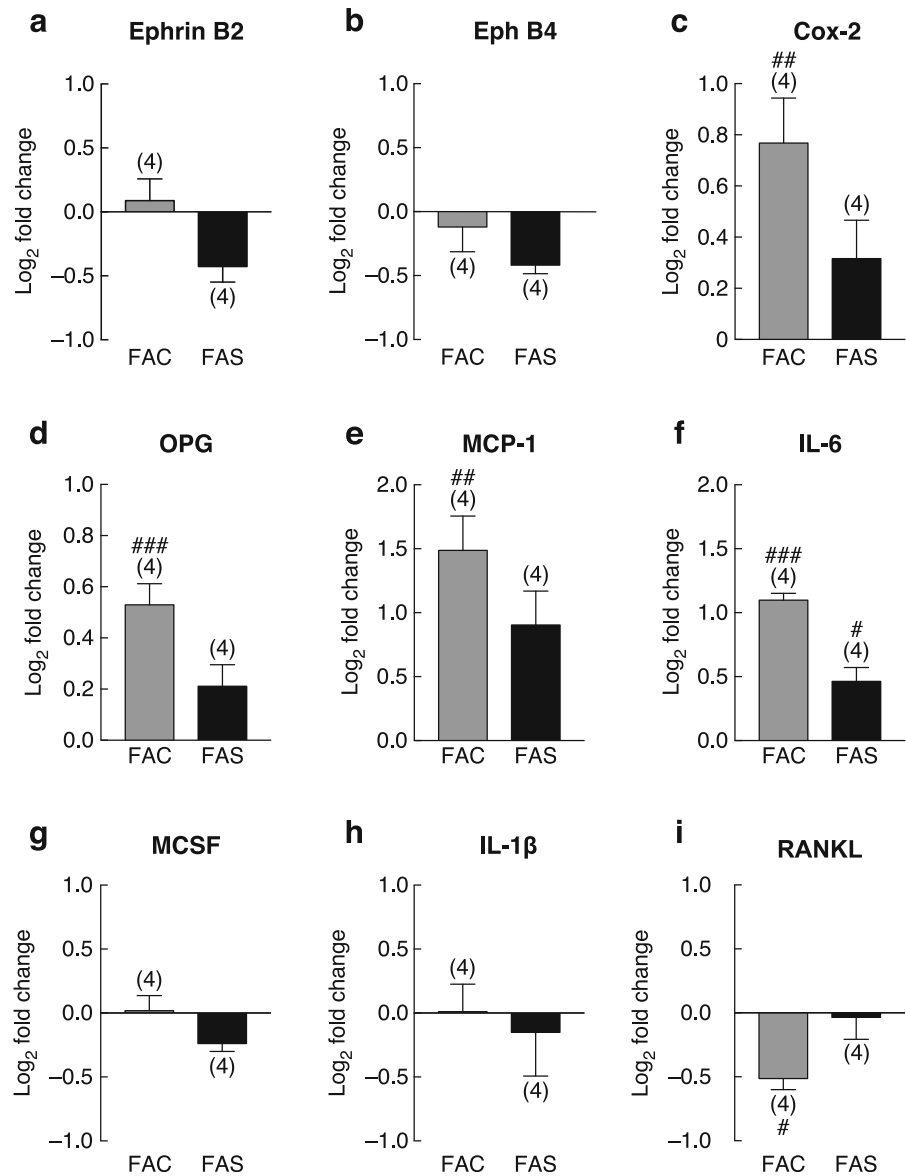 a Ephrin B2
Log2 fold change
1.0
0.5
0.0
–0.5
–1.0
(4)
(4)
FAC FAS
b Eph B4
Log2 fold change
1.0
0.5
0.0
–0.5
–1.0
(4)
(4)
FAC FAS
c Cox-2
Log2 fold change
1.0
0.8
0.6
0.4
0.2
0
##
(4)
(4)
FAC FAS
d OPG
Log2 fold change
1.0
0.8
0.6
0.4
0.2
0.0
###
(4)
(4)
FAC FAS
e MCP-1
Log2 fold change
2.0
1.5
1.0
0.5
0.0
##
(4)
(4)
FAC FAS
f IL-6
Log2 fold change
2.0
1.5
1.0
0.5
0.0
###
(4)
#
(4)
FAC FAS
g MCSF
Log2 fold change
1.0
0.5
0.0
–0.5
–1.0
(4)
(4)
FAC FAS
h IL-1β
Log2 fold change
1.0
0.5
0.0
–0.5
–1.0
(4)
(4)
FAC FAS
i RANKL
Log2 fold change
1.0
0.5
0.0
–0.5
–1.0
(4)
#
(4)
FAC FAS